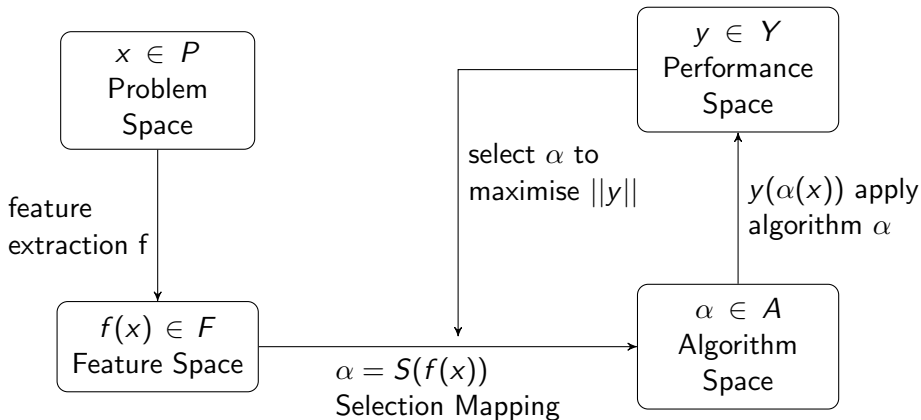 x ∈ P
Problem
Space
y ∈ Y
Performance
Space
feature
extraction f
select α to
maximise ||y||
y(α(x)) apply
algorithm α
f(x) ∈ F
Feature Space
α = S(f(x))
Selection Mapping
α ∈ A
Algorithm
Space